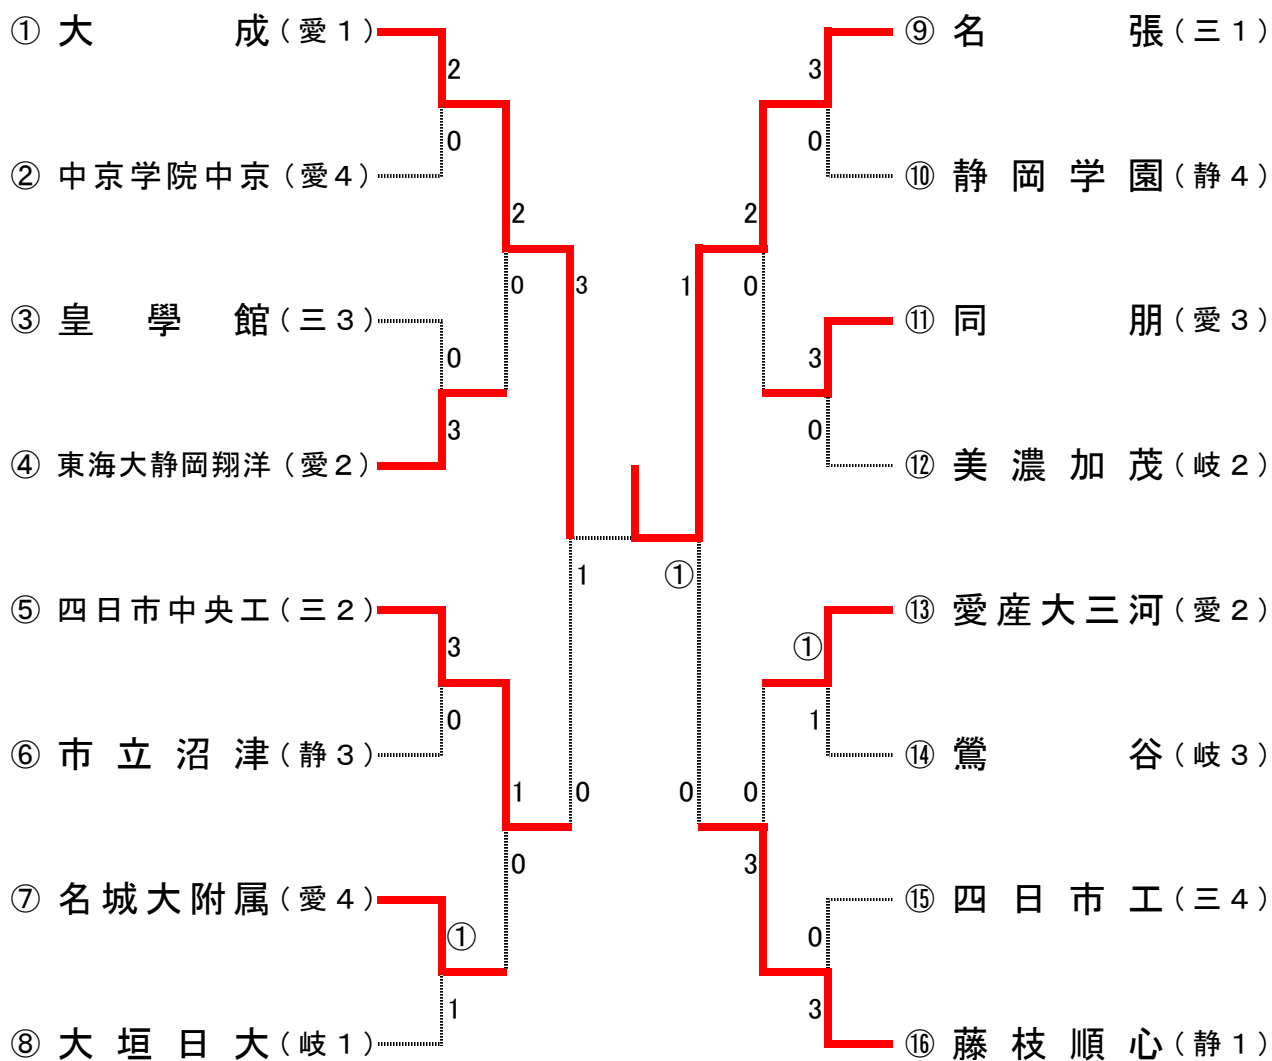 ① 大 成 (愛１)
2
0
② 中京学院中京 (愛４)
2
0
③ 皇 學 館 (三３)
0
3
④ 東海大静岡翔洋 (愛２)
3
1
⑤ 四日市中央工 (三２)
3
0
⑥ 市 立 沼 津 (静３)
1
0
⑦ 名城大附属 (愛４)
①
1
⑧ 大 垣 日 大 (岐１)
0
⑨ 名 張 (三１)
3
0
⑩ 静 岡 学 園 (静４)
2
0
⑪ 同 朋 (愛３)
3
0
⑫ 美 濃 加 茂 (岐２)
1
①
⑬ 愛産大三河 (愛２)
①
1
⑭ 鶯 谷 (岐３)
0
3
⑮ 四 日 市 工 (三４)
0
3
⑯ 藤 枝 順 心 (静１)
0